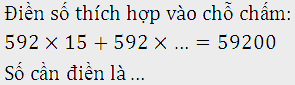 Điền số thích hợp vào chỗ chấm:
592 × 15 + 592 × ... = 59200
Số cần điền là ...